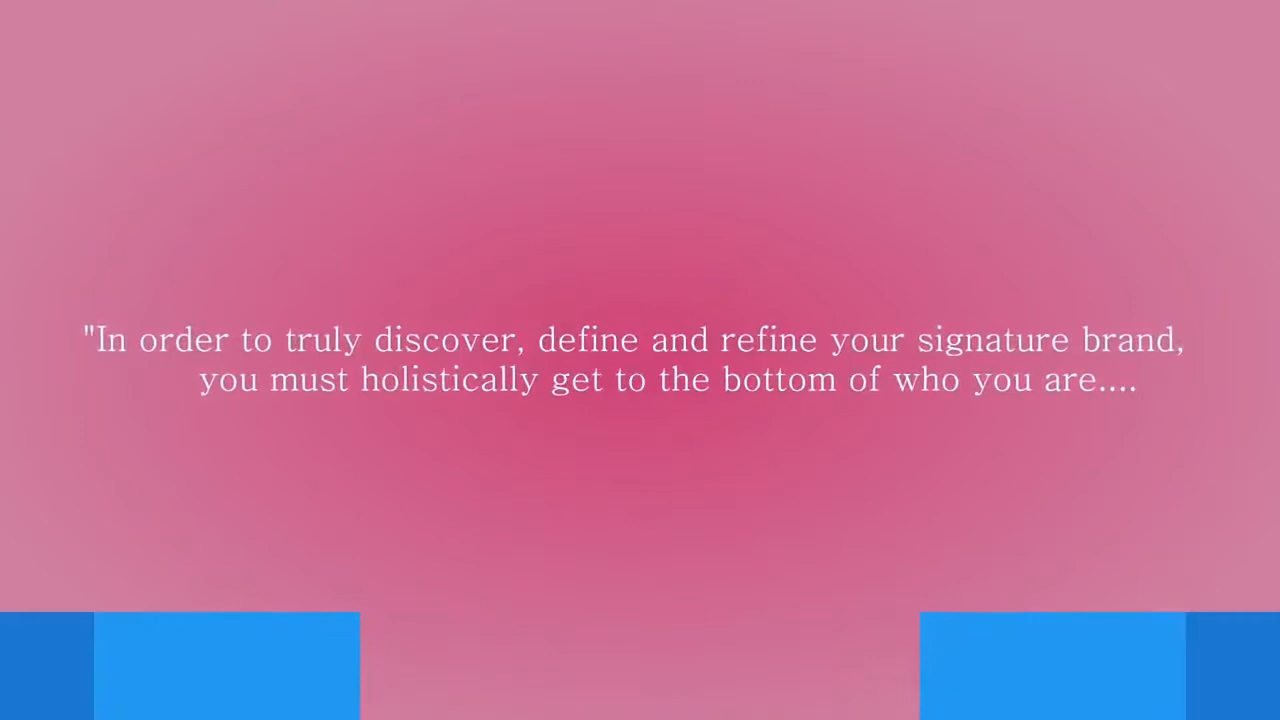 "In order to truly discover, define and refine your signature brand,
you must holistically get to the bottom of who you are....